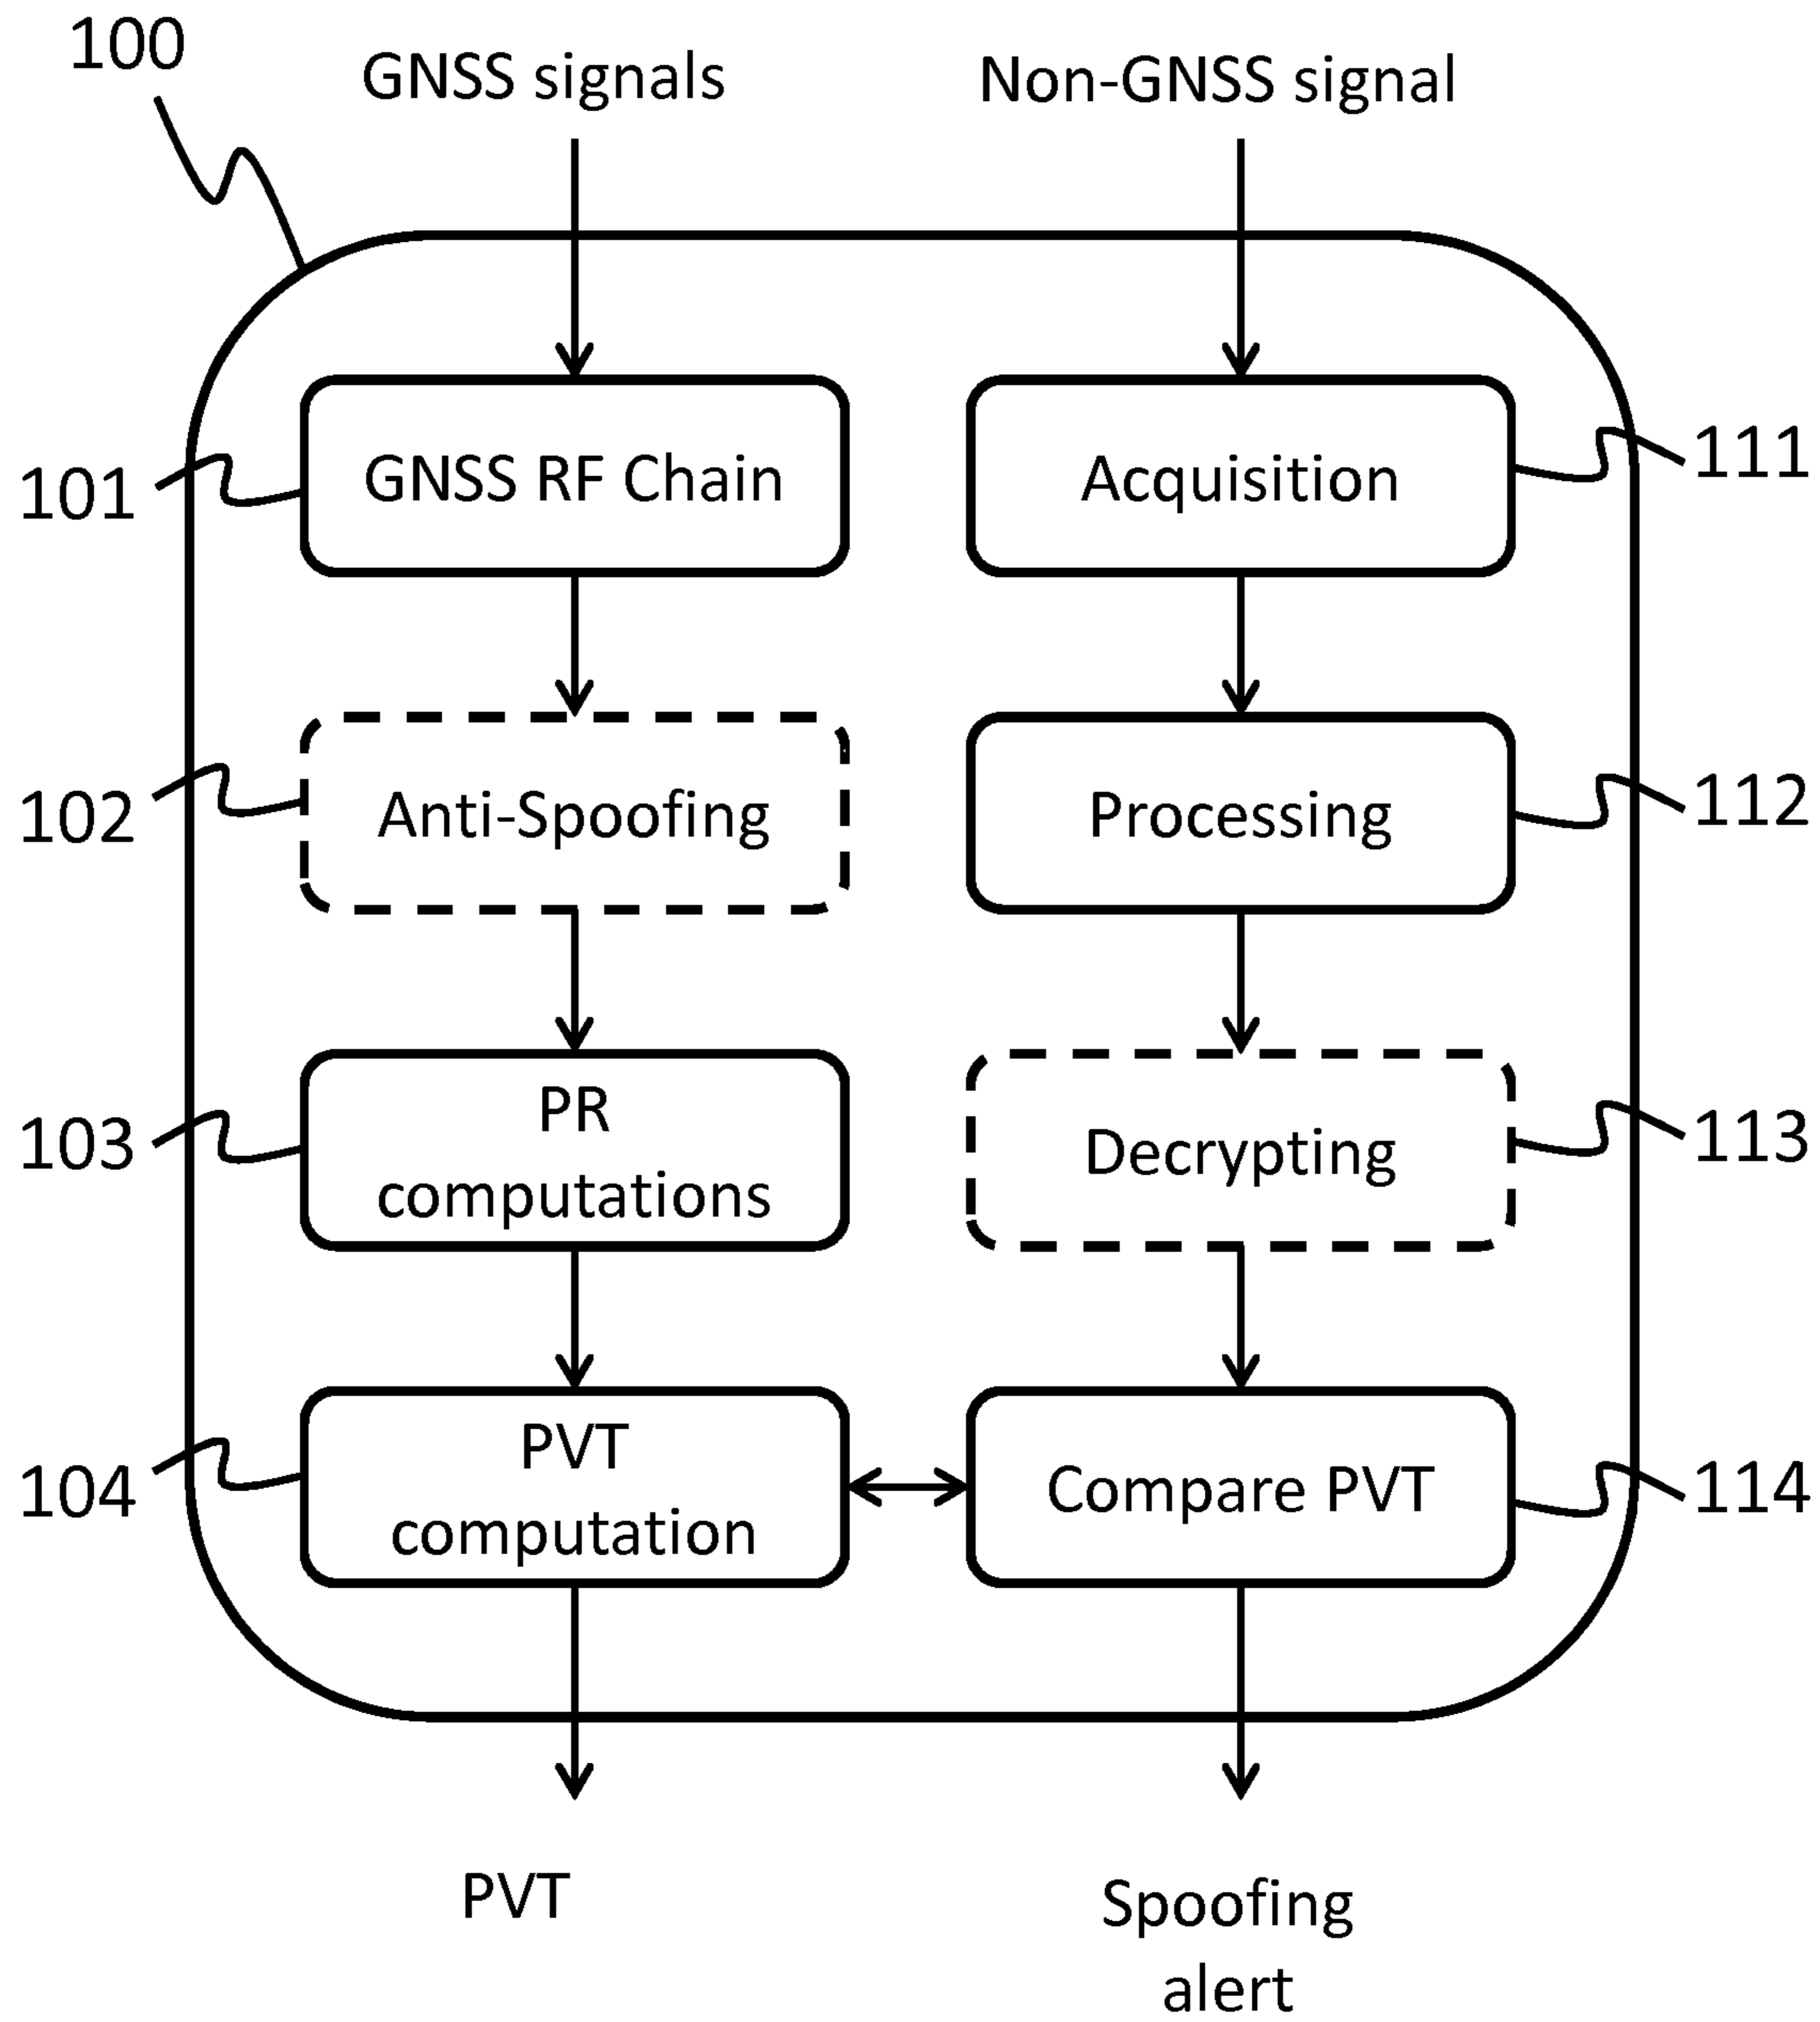 100
GNSS signals
Non-GNSS signal
101
GNSS RF Chain
Acquisition
111
102
Anti-Spoofing
Processing
112
103
PR
computations
Decrypting
113
104
PVT
computation
Compare PVT
114
PVT
Spoofing
alert